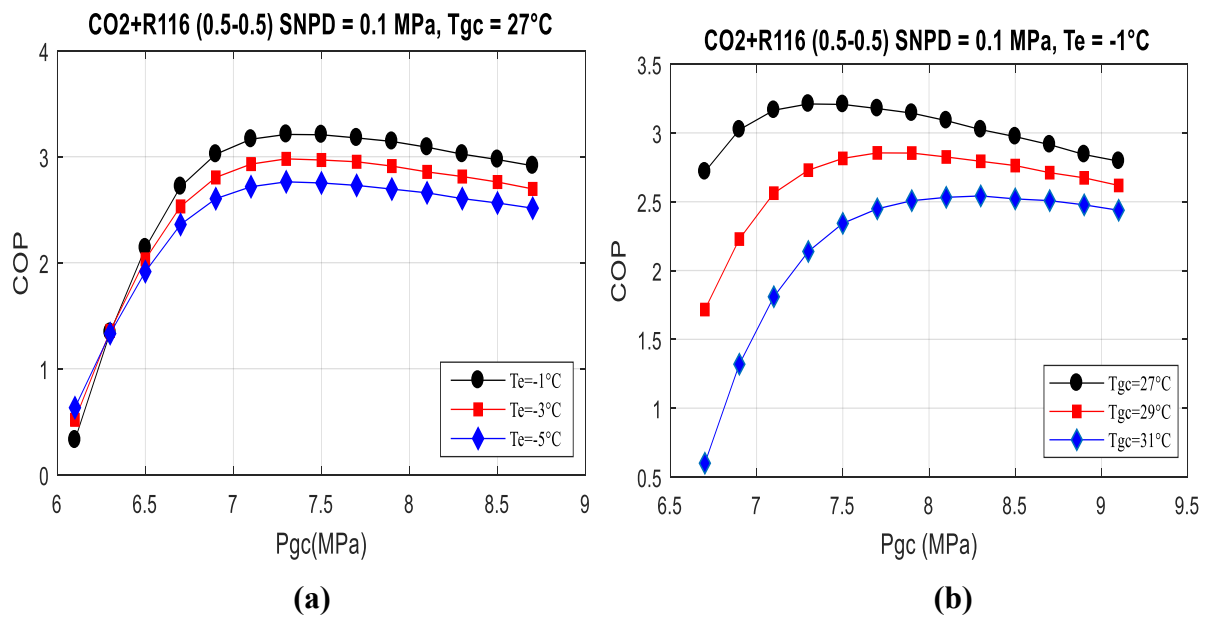 CO2+R116 (0.5-0.5) SNPD = 0.1 MPa, Tgc = 27°C
4
3
2
1
0
COP
6
6.5
7
7.5
8
8.5
9
Pgc(MPa)
Te=-1°C
Te=-3°C
Te=-5°C
(a)
CO2+R116 (0.5-0.5) SNPD = 0.1 MPa, Te = -1°C
3.5
3
2.5
2
1.5
1
0.5
COP
6.5
7
7.5
8
8.5
9
9.5
Pgc (MPa)
Tgc=27°C
Tgc=29°C
Tgc=31°C
(b)